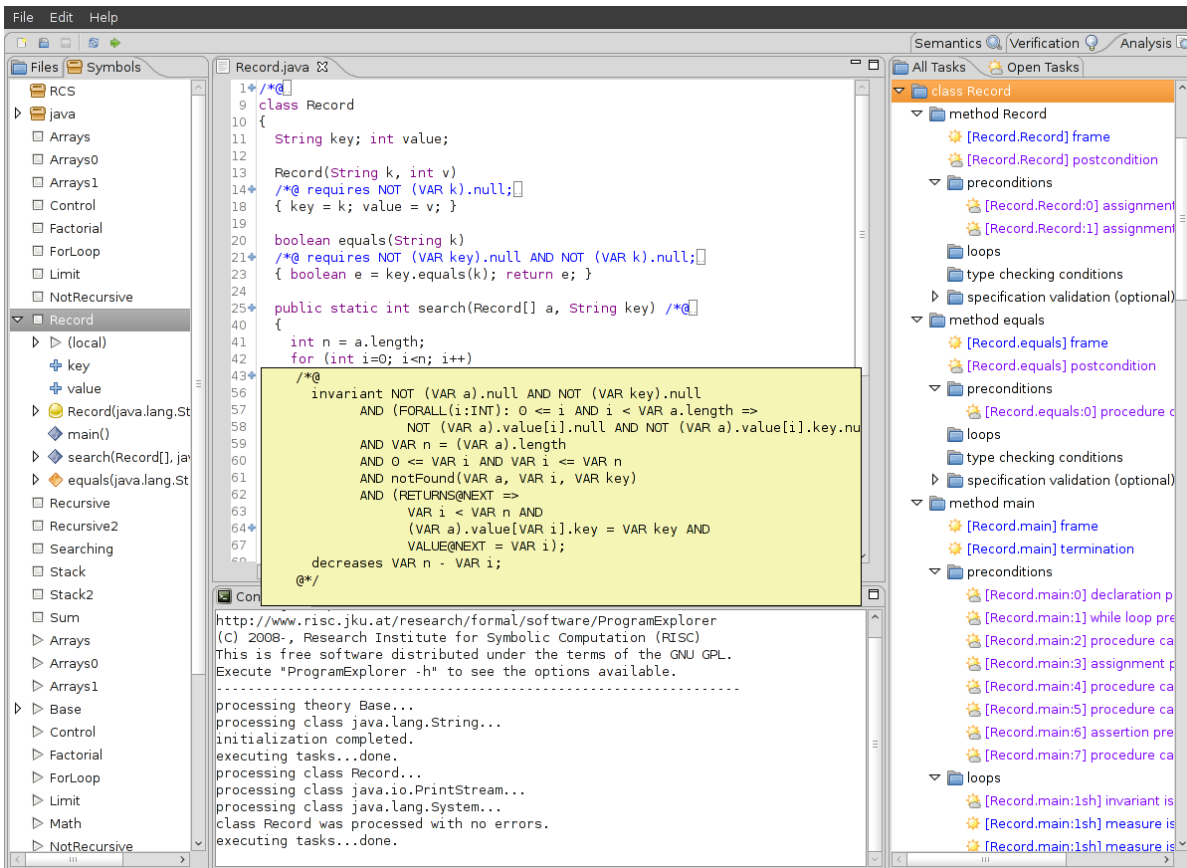 File Edit Help
Semantics Verification Analysis
Files Symbols
RCS
java
Arrays
Arrays0
Arrays1
Control
Factorial
ForLoop
Limit
NotRecursive
Record
(local)
key
value
Record(java.lang.St
main()
search(Record[], jav
equals(java.lang.St
Recursive
Recursive2
Searching
Stack
Stack2
Sum
Arrays
Arrays0
Arrays1
Base
Control
Factorial
ForLoop
Limit
Math
NotRecursive
Record.java
1 /*@
9 class Record
10 {
11 String key; int value;
12
13 Record(String k, int v)
14 /*@ requires NOT (VAR k).null;
18 { key = k; value = v; }
19
20 boolean equals(String k)
21 /*@ requires NOT (VAR key).null AND NOT (VAR k).null;
23 { boolean e = key.equals(k); return e; }
24
25 public static int search(Record[] a, String key) /*@
40 {
41 int n = a.length;
42 for (int i=0; i<n; i++)
43 /*@
56 invariant NOT (VAR a).null AND NOT (VAR key).null
57 AND (FORALL(i:INT): 0 <= i AND i < VAR a.length =>
58 NOT (VAR a).value[i].null AND NOT (VAR a).value[i].key.nu
59 AND VAR n = (VAR a).length
60 AND 0 <= VAR i AND VAR i <= VAR n
61 AND notFound(VAR a, VAR i, VAR key)
62 AND (RETURNS@NEXT =>
63 VAR i < VAR n AND
64 (VAR a).value[VAR i].key = VAR key AND
67 VALUE@NEXT = VAR i);
decreases VAR n - VAR i;
@*/
Con
http://www.risc.jku.at/research/formal/software/ProgramExplorer
(C) 2008-, Research Institute for Symbolic Computation (RISC)
This is free software distributed under the terms of the GNU GPL.
Execute "ProgramExplorer -h" to see the options available.
----------------------------------------------------------------
processing theory Base...
processing class java.lang.String...
initialization completed.
executing tasks...done.
processing class Record...
processing class java.io.PrintStream...
processing class java.lang.System...
class Record was processed with no errors.
executing tasks...done.
All Tasks Open Tasks
class Record
method Record
[Record.Record] frame
[Record.Record] postcondition
preconditions
[Record.Record:0] assignment
[Record.Record:1] assignment
loops
type checking conditions
specification validation (optional)
method equals
[Record.equals] frame
[Record.equals] postcondition
preconditions
[Record.equals:0] procedure c
loops
type checking conditions
specification validation (optional)
method main
[Record.main] frame
[Record.main] termination
preconditions
[Record.main:0] declaration p
[Record.main:1] while loop pre
[Record.main:2] procedure ca
[Record.main:3] assignment p
[Record.main:4] procedure ca
[Record.main:5] procedure ca
[Record.main:6] assertion pre
[Record.main:7] procedure ca
loops
[Record.main:1sh] invariant is
[Record.main:1sh] measure is
[Record.main:1sh] measure is